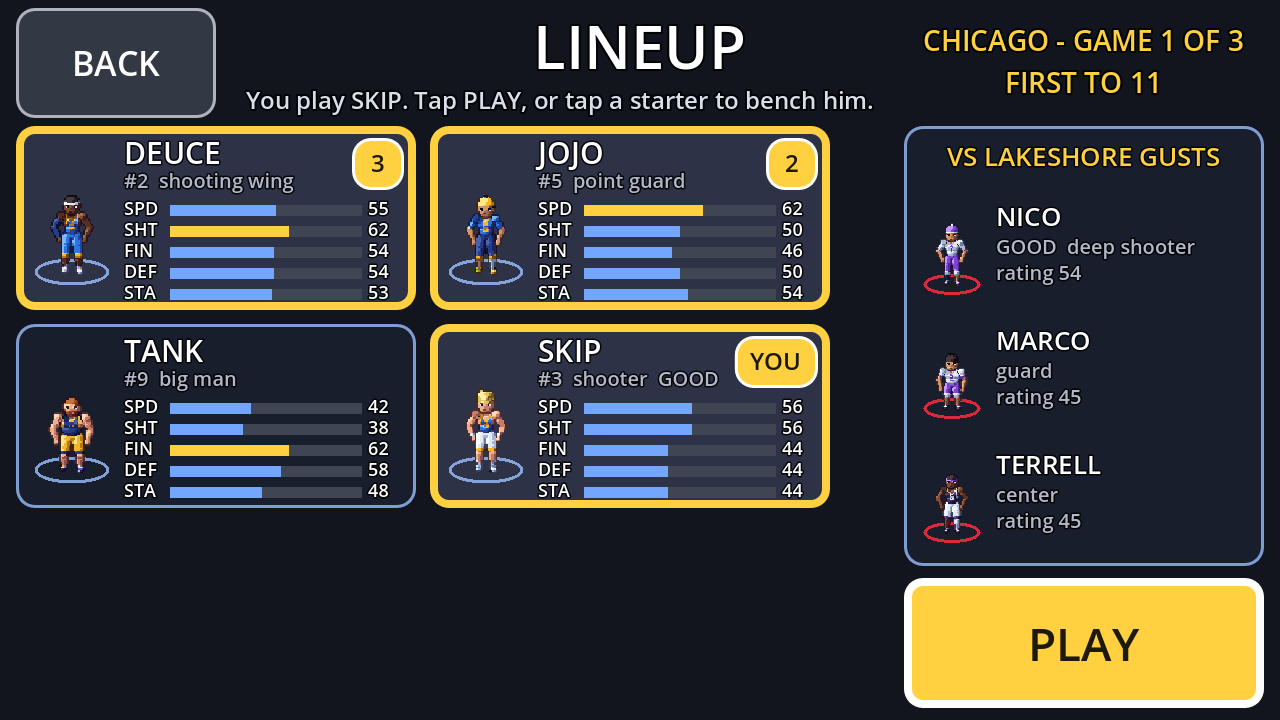 BACK
LINEUP
You play SKIP. Tap PLAY, or tap a starter to bench him.
CHICAGO - GAME 1 OF 3
FIRST TO 11
DEUCE
3
#2 shooting wing
SPD 55
SHT 62
FIN 54
DEF 54
STA 53
JOJO
2
#5 point guard
SPD 62
SHT 50
FIN 46
DEF 50
STA 54
TANK
#9 big man
SPD 42
SHT 38
FIN 62
DEF 58
STA 48
SKIP
YOU
#3 shooter GOOD
SPD 56
SHT 56
FIN 44
DEF 44
STA 44
VS LAKESHORE GUSTS
NICO
GOOD deep shooter
rating 54
MARCO
guard
rating 45
TERRELL
center
rating 45
PLAY